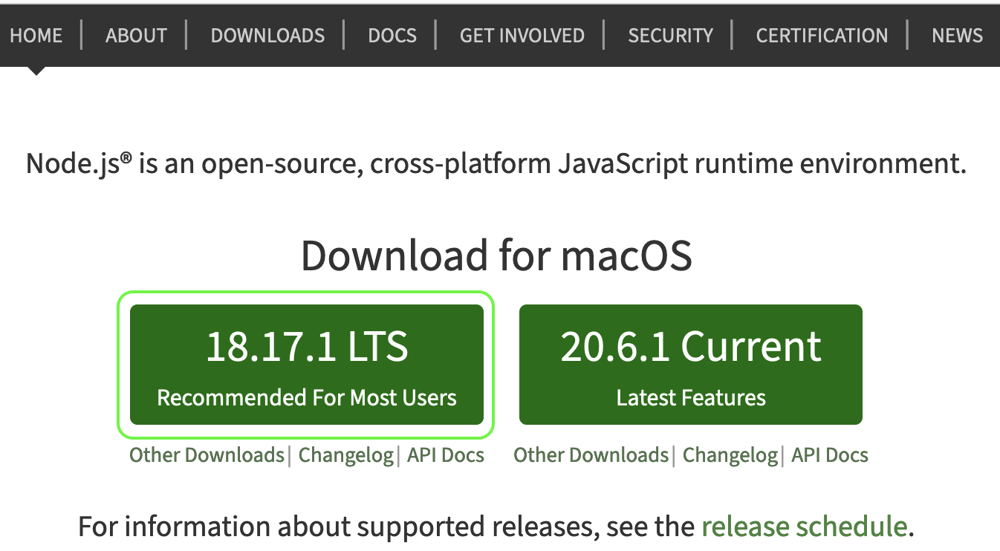 HOME | ABOUT | DOWNLOADS | DOCS | GET INVOLVED | SECURITY | CERTIFICATION | NEWS
Node.js® is an open-source, cross-platform JavaScript runtime environment.
Download for macOS
18.17.1 LTS
Recommended For Most Users
20.6.1 Current
Latest Features
Other Downloads | Changelog | API Docs
Other Downloads | Changelog | API Docs
For information about supported releases, see the release schedule.